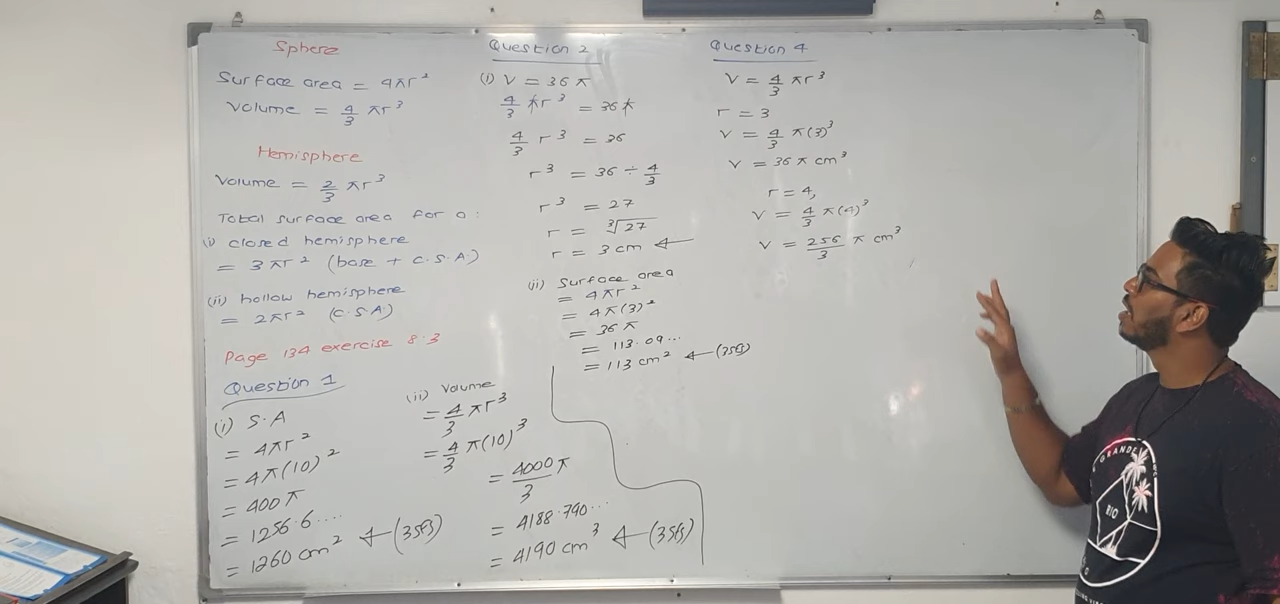 Sphere
Surface area = 4πr²
Volume = 4/3 πr³
Hemisphere
Volume = 2/3 πr³
Total surface area for a:
(i) closed hemisphere
= 3πr² (base + C.S.A.)
(ii) hollow hemisphere
= 2πr² (C.S.A.)
Page 134 exercise 8.3
Question 1
(i) S.A
= 4πr²
= 4π(10)²
= 400π
= 1256.6....
= 1260 cm² ← (3sfs)
(ii) Volume
= 4/3 πr³
= 4/3 π(10)³
= 4000π/3
= 4188.790...
= 4190 cm³ ← (3sfs)
Question 2
(i) V = 36π
4/3 πr³ = 36π
4/3 r³ = 36
r³ = 36 ÷ 4/3
r³ = 27
r = ∛27
r = 3 cm ←
(ii) Surface area
= 4πr²
= 4π(3)²
= 36π
= 113.09...
= 113 cm² ← (3sfs)
Question 4
V = 4/3 πr³
r = 3
V = 4/3 π(3)³
V = 36π cm³
r = 4,
V = 4/3 π(4)³
V = 256/3 π cm³
RIO